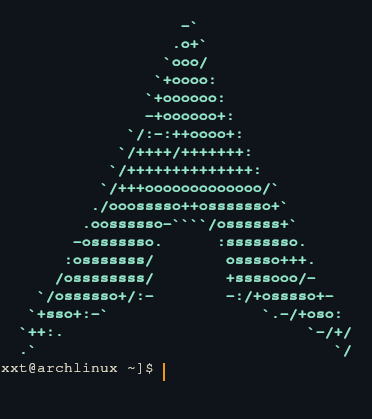 -`
.o+`
`ooo/
`+oooo:
`+oooooo:
-+oooooo+:
`/:-:++oooo+:
`/++++/+++++++:
`/++++++++++++++:
`/+++ooooooooooooo/`
./ooosssso++osssssso+`
.oossssso-````/ossssss+`
-osssssso. :ssssssso.
:osssssss/ osssso+++.
/ossssssss/ +ssssooo/-
`/ossssso+/:- -:/+osssso+-
`+sso+:-` `.-/+oso:
`++:. `-/+/
.` `/
xxt@archlinux ~]$